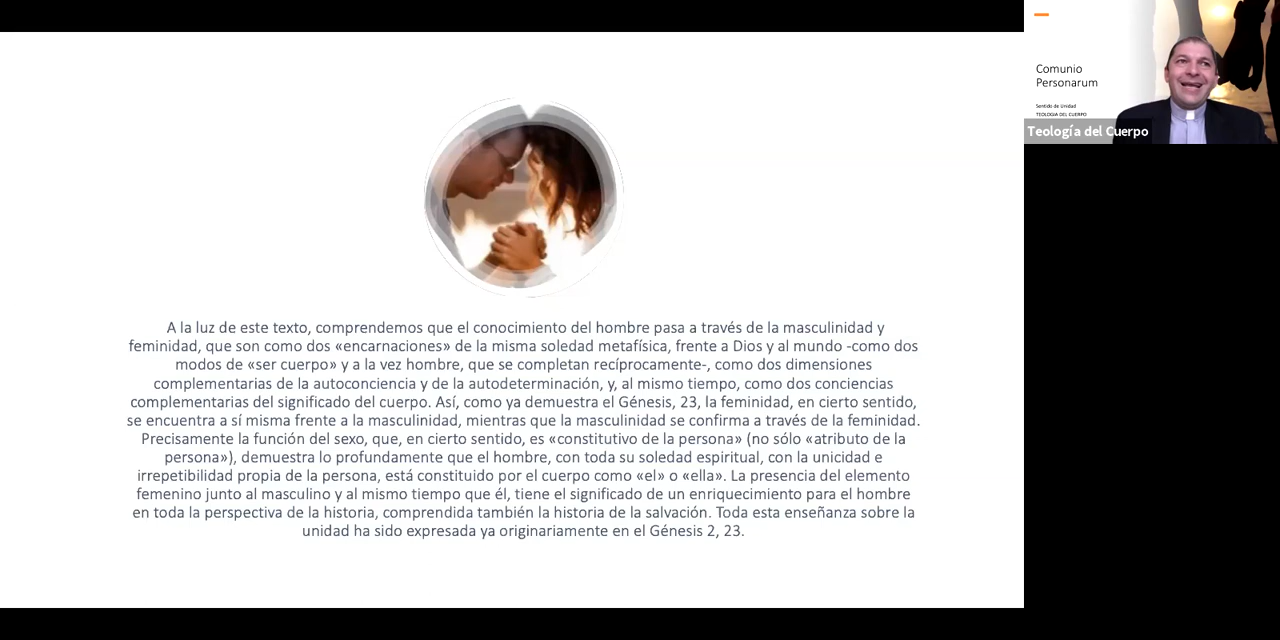 A la luz de este texto, comprendemos que el conocimiento del hombre pasa a través de la masculinidad y
feminidad, que son como dos «encarnaciones» de la misma soledad metafísica, frente a Dios y al mundo -como dos
modos de «ser cuerpo» y a la vez hombre, que se completan recíprocamente-, como dos dimensiones
complementarias de la autoconciencia y de la autodeterminación, y, al mismo tiempo, como dos conciencias
complementarias del significado del cuerpo. Así, como ya demuestra el Génesis, 23, la feminidad, en cierto sentido,
se encuentra a sí misma frente a la masculinidad, mientras que la masculinidad se confirma a través de la feminidad.
Precisamente la función del sexo, que, en cierto sentido, es «constitutivo de la persona» (no sólo «atributo de la
persona»), demuestra lo profundamente que el hombre, con toda su soledad espiritual, con la unicidad e
irrepetibilidad propia de la persona, está constituido por el cuerpo como «el» o «ella». La presencia del elemento
femenino junto al masculino y al mismo tiempo que él, tiene el significado de un enriquecimiento para el hombre
en toda la perspectiva de la historia, comprendida también la historia de la salvación. Toda esta enseñanza sobre la
unidad ha sido expresada ya originariamente en el Génesis 2, 23.
Comunio
Personarum
Sentido de Unidad
TEOLOGIA DEL CUERPO
Teología del Cuerpo